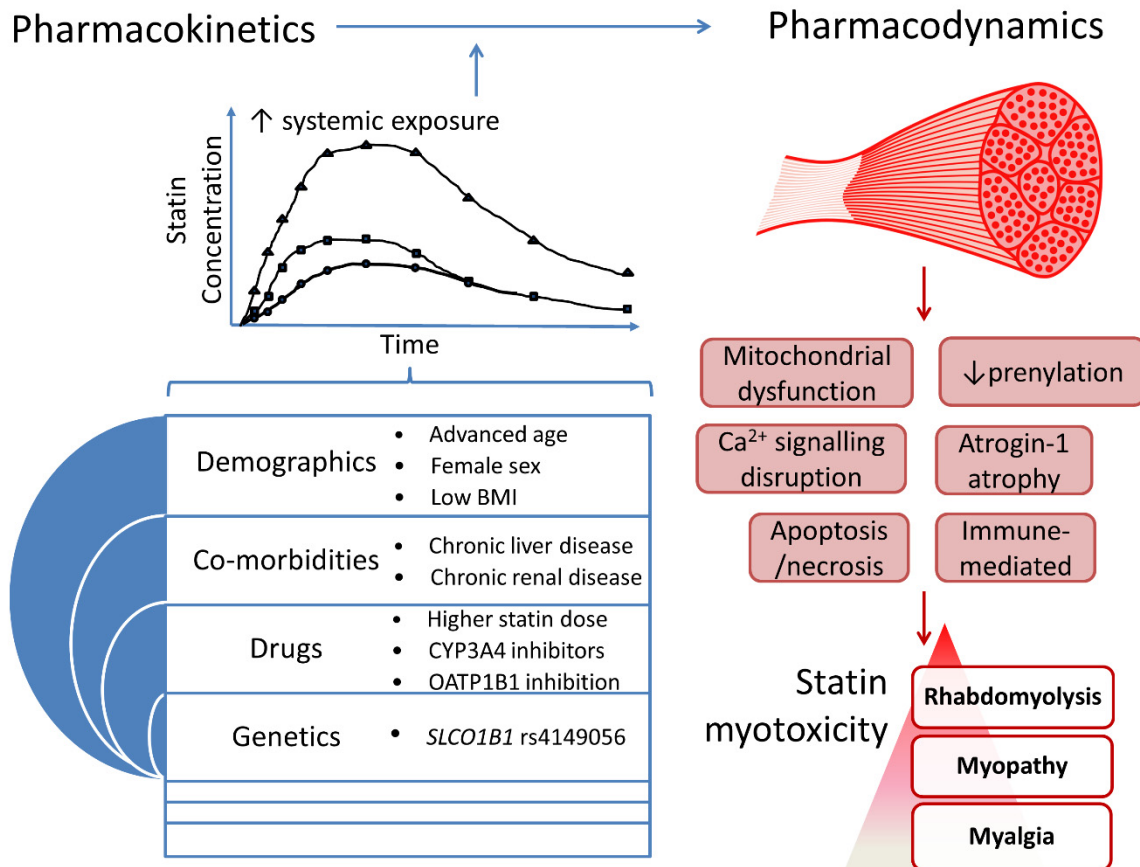 Pharmacokinetics
Pharmacodynamics
↑ systemic exposure
Statin
Concentration
Time
Demographics
• Advanced age
• Female sex
• Low BMI
Co-morbidities
• Chronic liver disease
• Chronic renal disease
Drugs
• Higher statin dose
• CYP3A4 inhibitors
• OATP1B1 inhibition
Genetics
• SLCO1B1 rs4149056
Mitochondrial
dysfunction
↓prenylation
Ca²⁺ signalling
disruption
Atrogin-1
atrophy
Apoptosis
/necrosis
Immune-
mediated
Statin
myotoxicity
Rhabdomyolysis
Myopathy
Myalgia